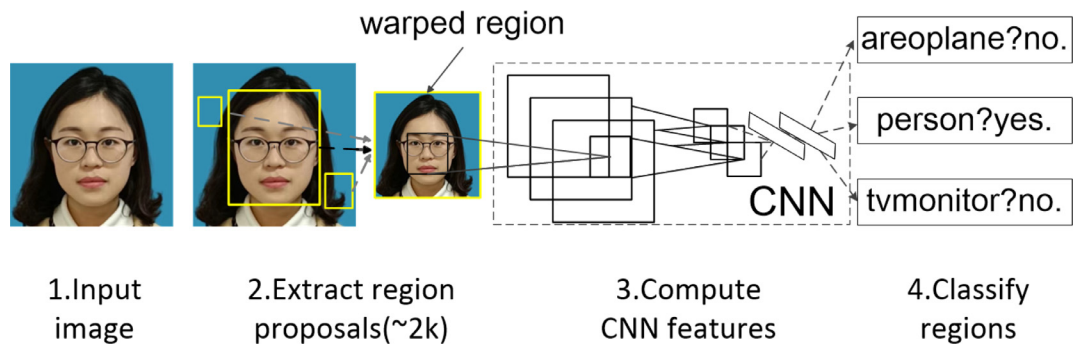 warped region
areoplane?no.
person?yes.
tvmonitor?no.
CNN
1.Input
image
2.Extract region
proposals(~2k)
3.Compute
CNN features
4.Classify
regions